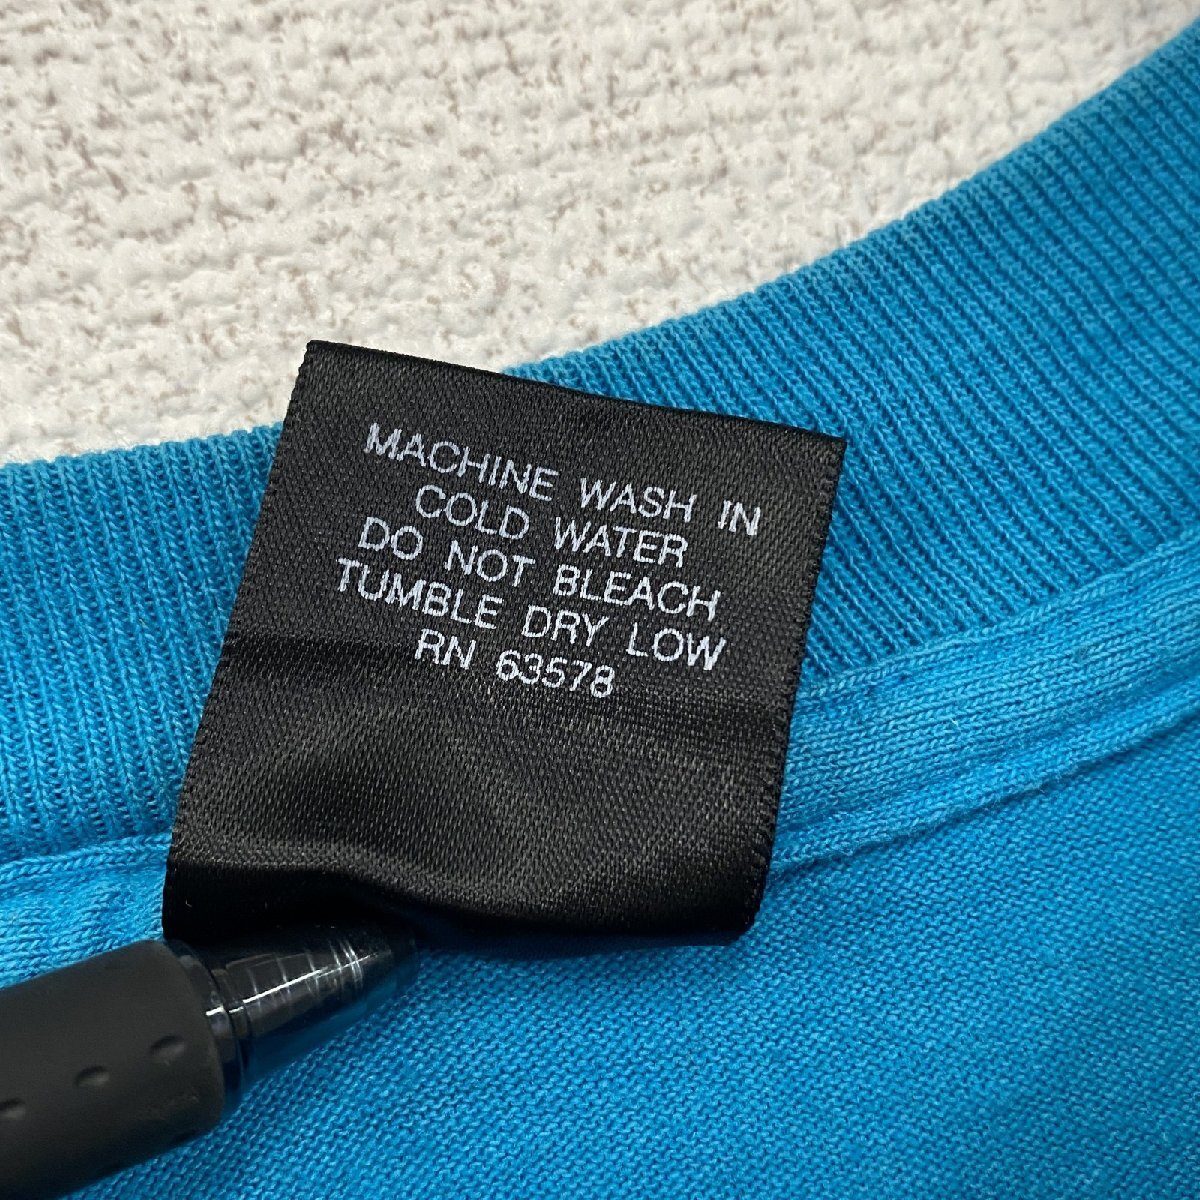 MACHINE WASH IN
COLD WATER
DO NOT BLEACH
TUMBLE DRY LOW
RN 63578